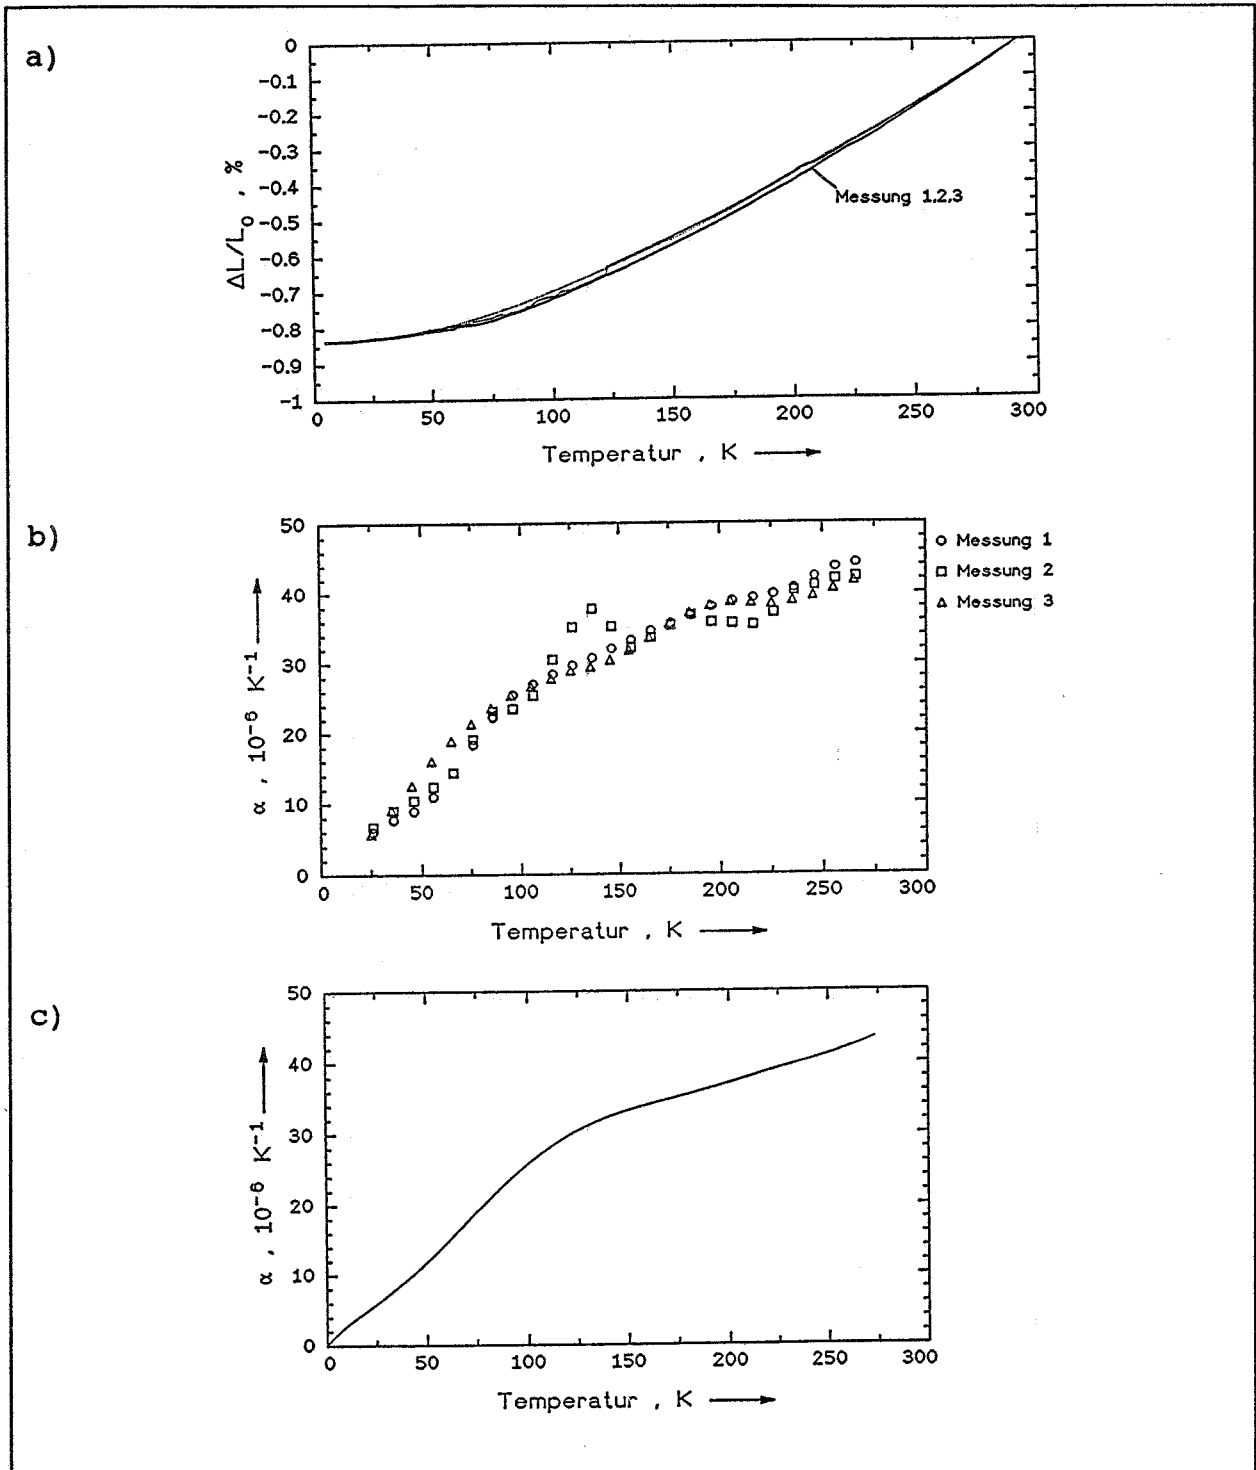 a)
0
-0.1
-0.2
-0.3
-0.4
-0.5
-0.6
-0.7
-0.8
-0.9
-1
ΔL/L₀ , %
Messung 1,2,3
0 50 100 150 200 250 300
Temperatur , K
b)
50
40
30
20
10
0
α , 10⁻⁶ K⁻¹
Messung 1
Messung 2
Messung 3
0 50 100 150 200 250 300
Temperatur , K
c)
50
40
30
20
10
0
α , 10⁻⁶ K⁻¹
0 50 100 150 200 250 300
Temperatur , K